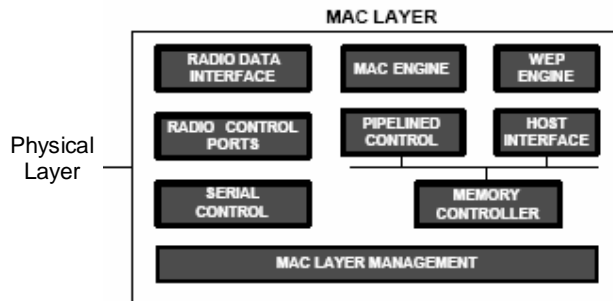 MAC LAYER
RADIO DATA
INTERFACE
MAC ENGINE
WEP
ENGINE
RADIO CONTROL
PORTS
PIPELINED
CONTROL
HOST
INTERFACE
Physical
Layer
SERIAL
CONTROL
MEMORY
CONTROLLER
MAC LAYER MANAGEMENT